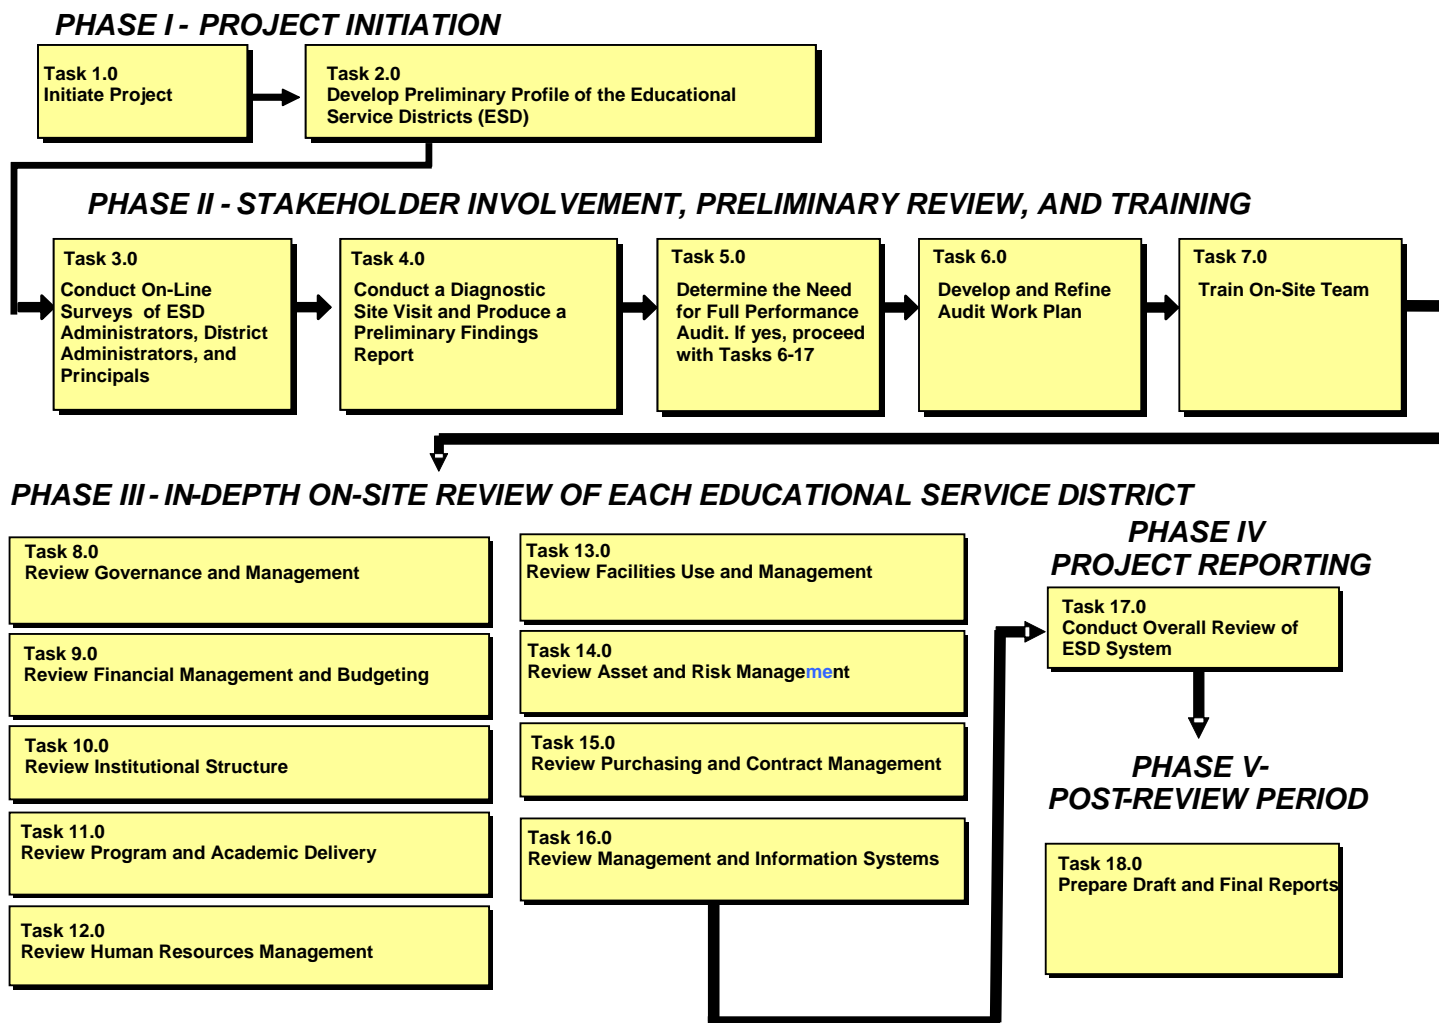 PHASE I - PROJECT INITIATION
Task 1.0
Initiate Project
Task 2.0
Develop Preliminary Profile of the Educational
Service Districts (ESD)
PHASE II - STAKEHOLDER INVOLVEMENT, PRELIMINARY REVIEW, AND TRAINING
Task 3.0
Conduct On-Line
Surveys of ESD
Administrators, District
Administrators, and
Principals
Task 4.0
Conduct a Diagnostic
Site Visit and Produce a
Preliminary Findings
Report
Task 5.0
Determine the Need
for Full Performance
Audit. If yes, proceed
with Tasks 6-17
Task 6.0
Develop and Refine
Audit Work Plan
Task 7.0
Train On-Site Team
PHASE III - IN-DEPTH ON-SITE REVIEW OF EACH EDUCATIONAL SERVICE DISTRICT
Task 8.0
Review Governance and Management
Task 9.0
Review Financial Management and Budgeting
Task 10.0
Review Institutional Structure
Task 11.0
Review Program and Academic Delivery
Task 12.0
Review Human Resources Management
Task 13.0
Review Facilities Use and Management
Task 14.0
Review Asset and Risk Management
Task 15.0
Review Purchasing and Contract Management
Task 16.0
Review Management and Information Systems
PHASE IV
PROJECT REPORTING
Task 17.0
Conduct Overall Review of
ESD System
PHASE V-
POST-REVIEW PERIOD
Task 18.0
Prepare Draft and Final Reports